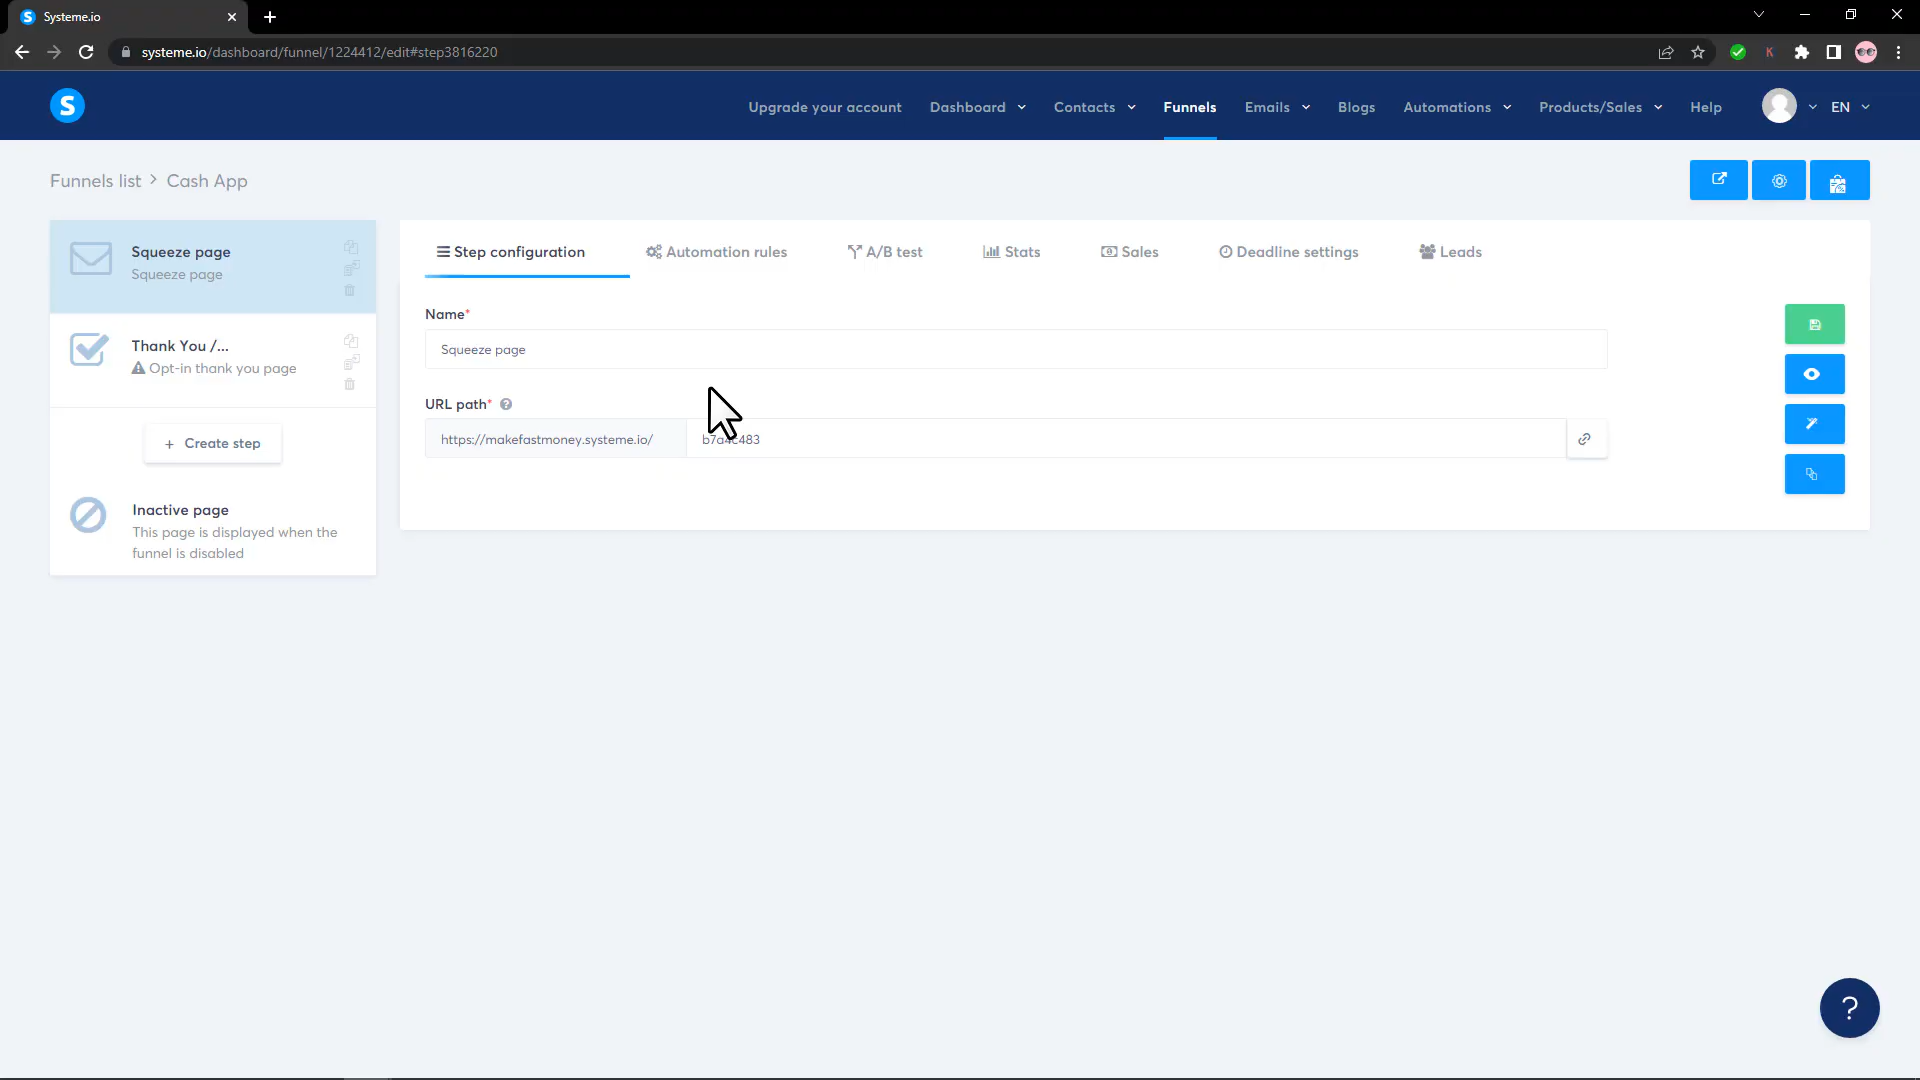 Systeme.io
systeme.io/dashboard/funnel/1224412/edit#step3816220
K
S
Upgrade your account Dashboard Contacts Funnels Emails Blogs Automations Products/Sales Help EN
Funnels list > Cash App
Squeeze page
Squeeze page
Thank You /...
Opt-in thank you page
+ Create step
Inactive page
This page is displayed when the
funnel is disabled
Step configuration Automation rules A/B test Stats Sales Deadline settings Leads
Name*
Squeeze page
URL path* ?
https://makefastmoney.systeme.io/ b7a4c483
?